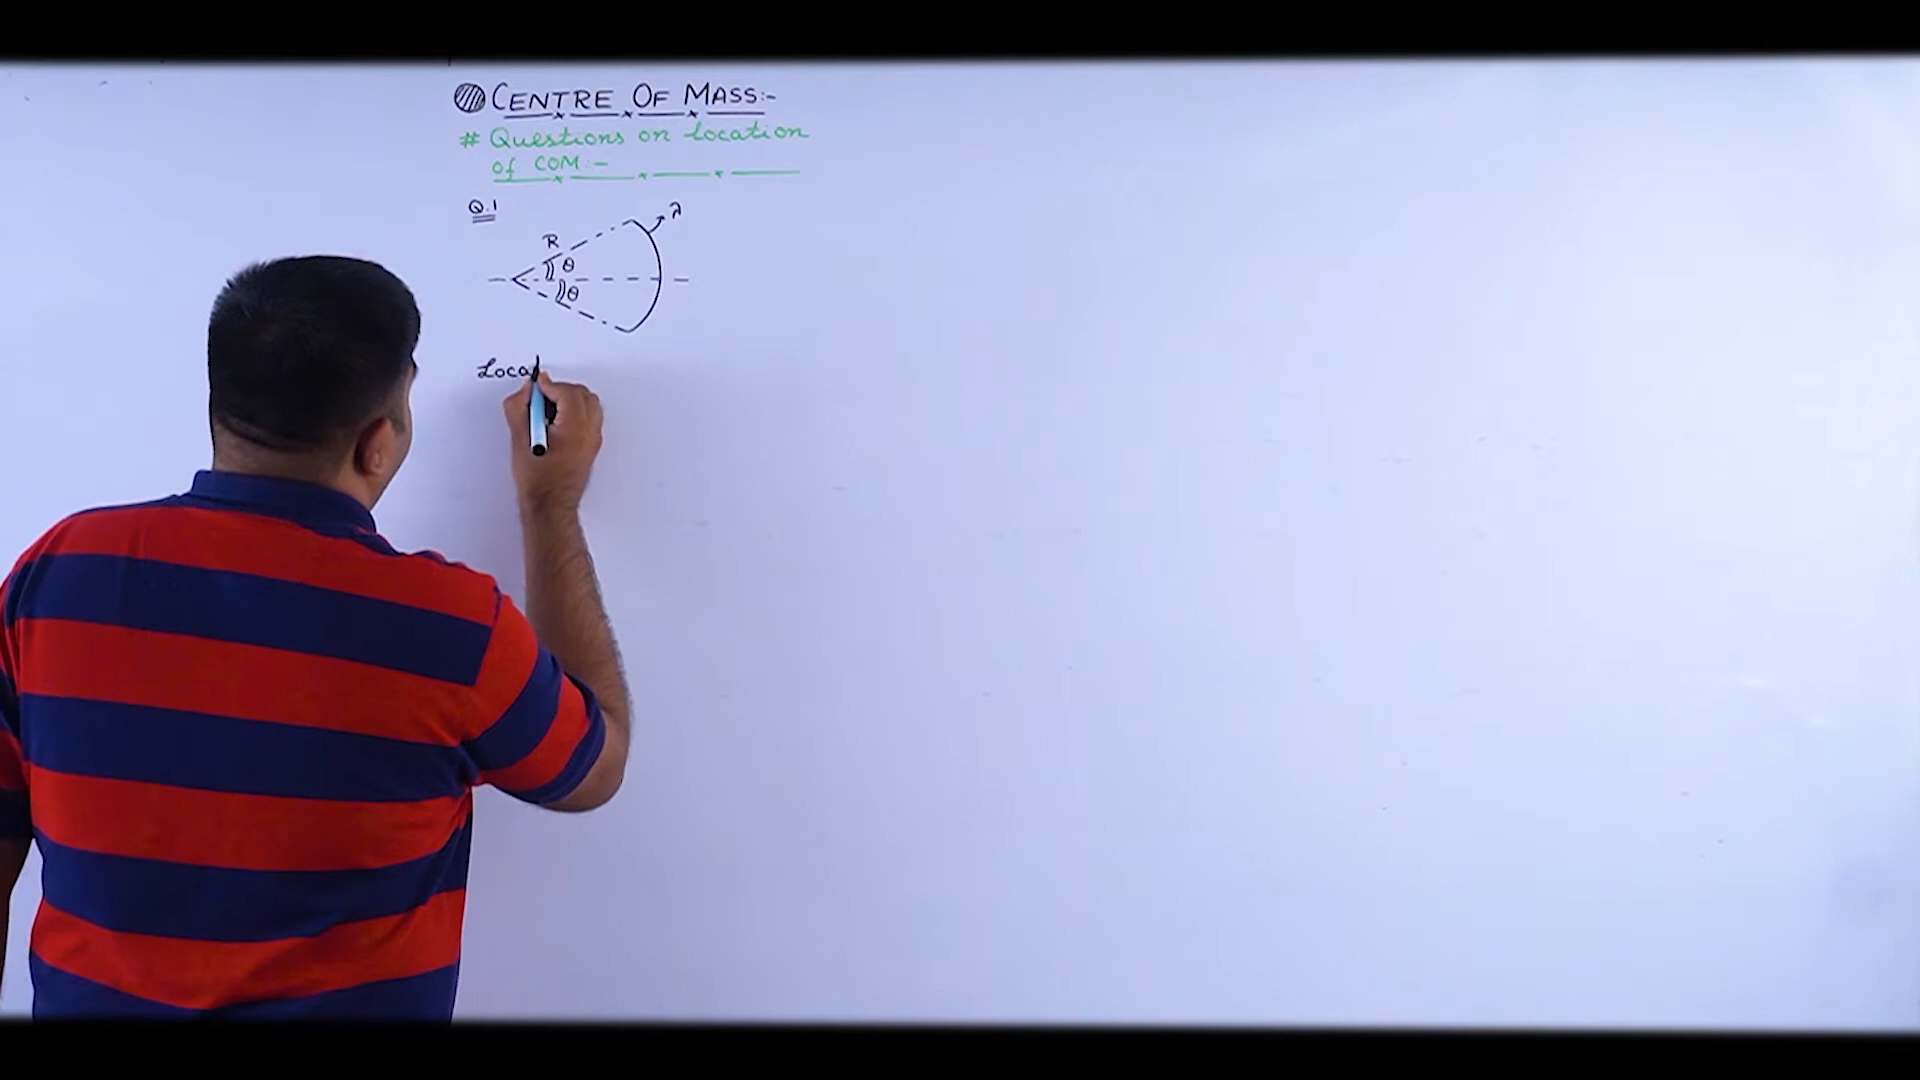 CENTRE OF MASS:-
# Questions on location
of COM:-
Q.1
λ
R
θ
θ
Loca